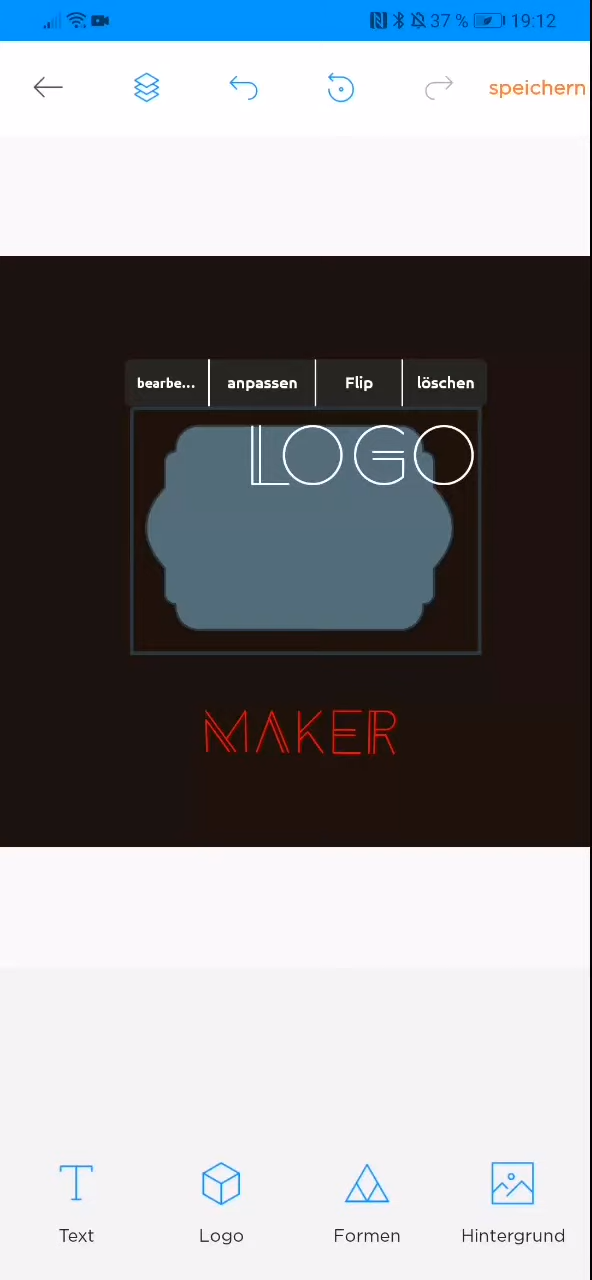 37 % 19:12
speichern
bearbe... anpassen Flip löschen
LOGO
MAKER
Text Logo Formen Hintergrund